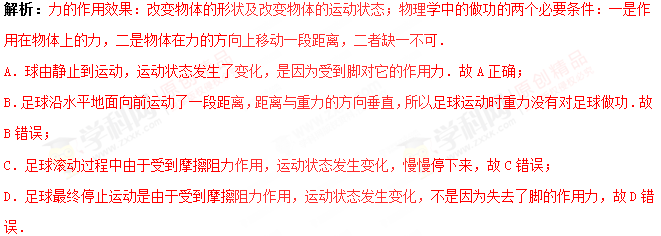 解析：力的作用效果：改变物体的形状及改变物体的运动状态；物理学中的做功的两个必要条件：一是作
用在物体上的力，二是物体在力的方向上移动一段距离，二者缺一不可．
A．球由静止到运动，运动状态发生了变化，是因为受到脚对它的作用力．故 A 正确；
B．足球沿水平地面向前运动了一段距离，距离与重力的方向垂直，所以足球运动时重力没有对足球做功．故
B 错误；
C．足球滚动过程中由于受到摩擦阻力作用，运动状态发生变化，慢慢停下来，故 C 错误；
D．足球最终停止运动是由于受到摩擦阻力作用，运动状态发生变化，不是因为失去了脚的作用力，故 D 错
误．